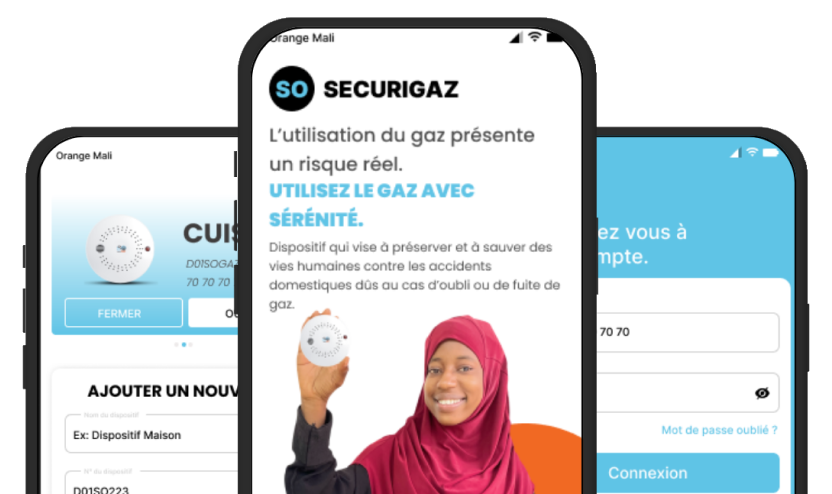 Orange Mali
CUIS
D01SOGA
70 70 70
FERMER
AJOUTER UN NOUV
Nom du dispositif
Ex: Dispositif Maison
N° du dispositif
D01SO223
Orange Mali
SO SECURIGAZ
L'utilisation du gaz présente
un risque réel.
UTILISEZ LE GAZ AVEC
SÉRÉNITÉ.
Dispositif qui vise à préserver et à sauver des
vies humaines contre les accidents
domestiques dûs au cas d'oubli ou de fuite de
gaz.
ez vous à
mpte.
70 70
Mot de passe oublié ?
Connexion